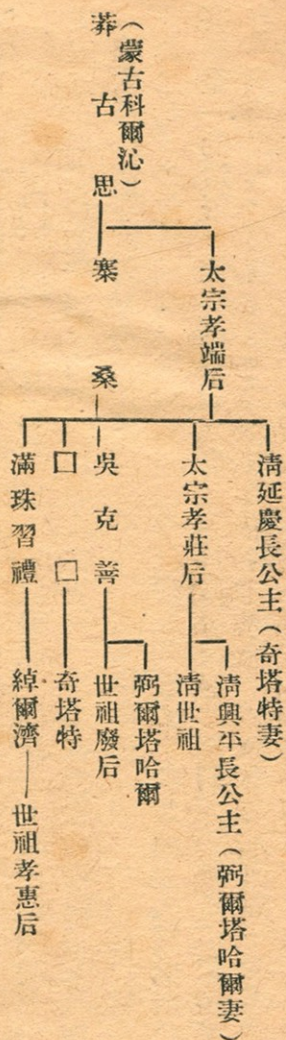 （蒙古科爾沁）
莽古思
太宗孝端后
寨桑
清延慶長公主（奇塔特妻）
太宗孝莊后
吳克善
□□
滿珠習禮
清興平長公主（弼爾塔哈爾妻）
清世祖
弼爾塔哈爾
世祖廢后
奇塔特
綽爾濟
世祖孝惠后